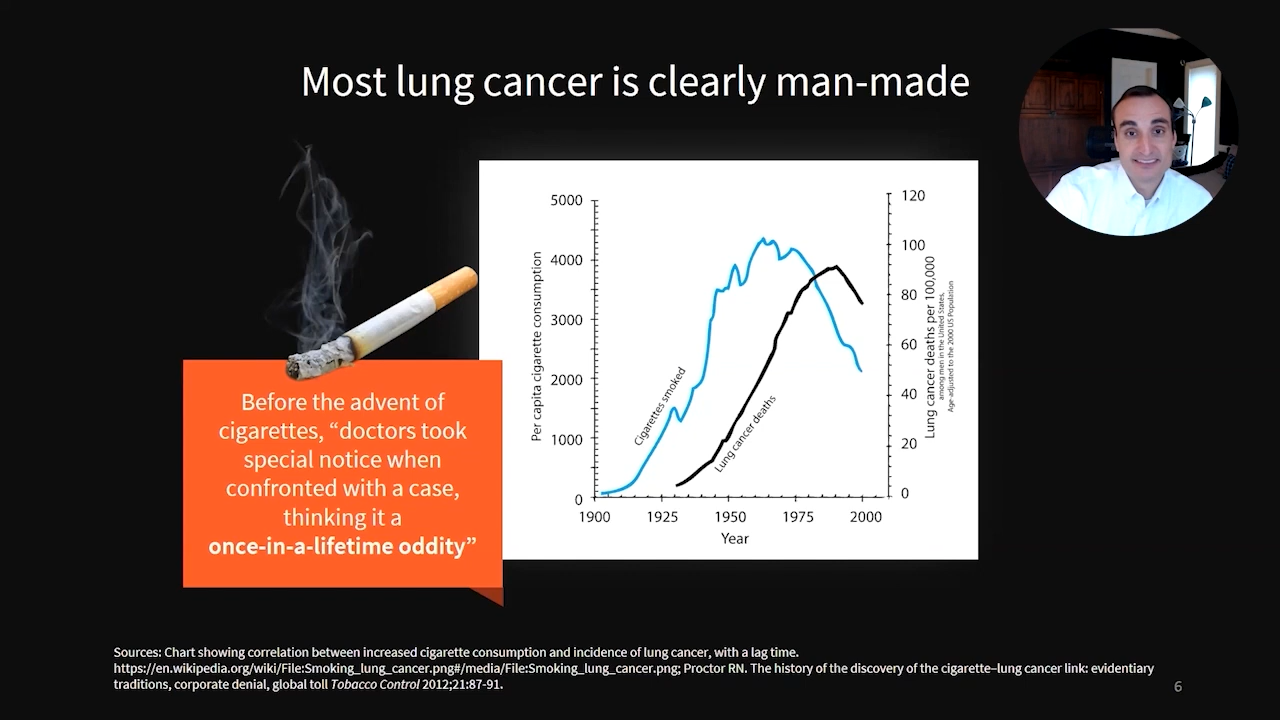 Most lung cancer is clearly man-made
Before the advent of
cigarettes, “doctors took
special notice when
confronted with a case,
thinking it a
once-in-a-lifetime oddity”
5000
4000
3000
2000
1000
0
Per capita cigarette consumption
Cigarettes smoked
Lung cancer deaths
120
100
80
60
40
20
0
Lung cancer deaths per 100,000
among men in the United States,
Age-adjusted to the 2000 US Population
1900 1925 1950 1975 2000
Year
Sources: Chart showing correlation between increased cigarette consumption and incidence of lung cancer, with a lag time.
https://en.wikipedia.org/wiki/File:Smoking_lung_cancer.png#/media/File:Smoking_lung_cancer.png; Proctor RN. The history of the discovery of the cigarette–lung cancer link: evidentiary
traditions, corporate denial, global toll Tobacco Control 2012;21:87-91.
6